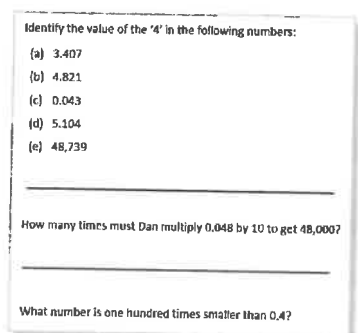 Identify the value of the '4' in the following numbers:
(a) 3.407
(b) 4.821
(c) 0.043
(d) 5.104
(e) 48,739
How many times must Dan multiply 0.048 by 10 to get 48,000?
What number is one hundred times smaller than 0.4?